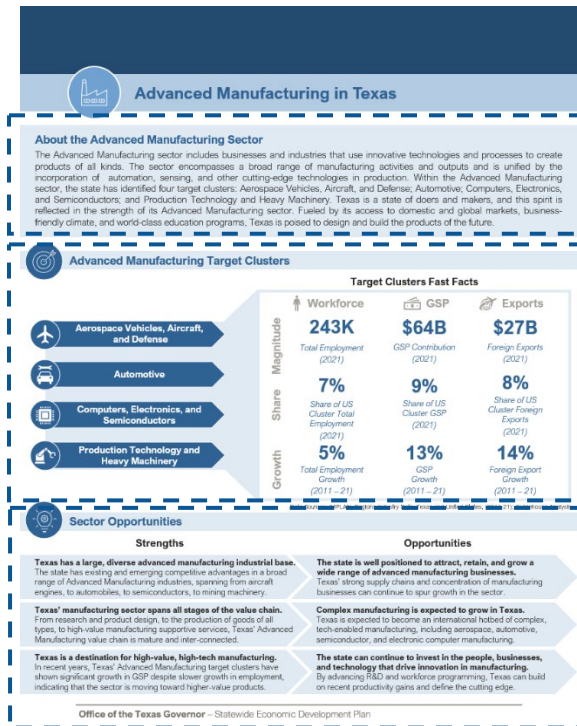 Advanced Manufacturing in Texas
About the Advanced Manufacturing Sector
The Advanced Manufacturing sector includes businesses and industries that use innovative technologies and processes to create
products of all kinds. The sector encompasses a broad range of manufacturing activities and outputs and is unified by the
incorporation of automation, sensing, and other cutting-edge technologies in production. Within the Advanced Manufacturing
sector, the state has identified four target clusters: Aerospace Vehicles, Aircraft, and Defense; Automotive; Computers, Electronics,
and Semiconductors; and Production Technology and Heavy Machinery. Texas is a state of doers and makers, and this spirit is
reflected in the strength of its Advanced Manufacturing sector. Fueled by its access to domestic and global markets, business-
friendly climate, and world-class education programs, Texas is poised to design and build the products of the future.
Advanced Manufacturing Target Clusters
Aerospace Vehicles, Aircraft,
and Defense
Automotive
Computers, Electronics, and
Semiconductors
Production Technology and
Heavy Machinery
Target Clusters Fast Facts
Workforce GSP Exports
Magnitude
243K $64B $27B
Total Employment GSP Contribution Foreign Exports
(2021) (2021) (2021)
Share
7% 9% 8%
Share of US Cluster Total Employment (2021)
Share of US Cluster GSP (2021)
Share of US Cluster Foreign Exports (2021)
Growth
5% 13% 14%
Total Employment Growth (2011 – 21)
GSP Growth (2011 – 21)
Foreign Export Growth (2011 – 21)
Sector Opportunities
Strengths
Texas has a large, diverse advanced manufacturing industrial base.
The state has existing and emerging competitive advantages in a broad
range of Advanced Manufacturing industries, spanning from aircraft
engines, to automobiles, to semiconductors, to mining machinery.
Texas' manufacturing sector spans all stages of the value chain.
From research and product design, to the production of goods of all
types, to high-value manufacturing supportive services, Texas' Advanced
Manufacturing value chain is mature and inter-connected.
Texas is a destination for high-value, high-tech manufacturing.
In recent years, Texas' Advanced Manufacturing target clusters have
shown significant growth in GSP despite slower growth in employment,
indicating that the sector is moving toward higher-value products.
Opportunities
The state is well positioned to attract, retain, and grow a
wide range of advanced manufacturing businesses.
Texas' strong supply chains and concentration of manufacturing
businesses can continue to spur growth in the sector.
Complex manufacturing is expected to grow in Texas.
Texas is expected to become an international hotbed of complex,
tech-enabled manufacturing, including aerospace, automotive,
semiconductor, and electronic computer manufacturing.
The state can continue to invest in the people, businesses,
and technology that drive innovation in manufacturing.
By advancing R&D and workforce programming, Texas can build
on recent productivity gains and define the cutting edge.
Office of the Texas Governor – Statewide Economic Development Plan